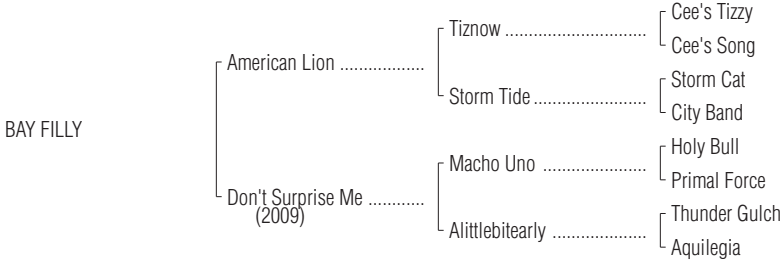 Cee's Tizzy
Tiznow ..............................
Cee's Song
American Lion ..................
Storm Cat
Storm Tide........................
City Band
BAY FILLY
Holy Bull
Macho Uno ......................
Primal Force
Don't Surprise Me ............
(2009)
Thunder Gulch
Alittlebitearly ....................
Aquilegia